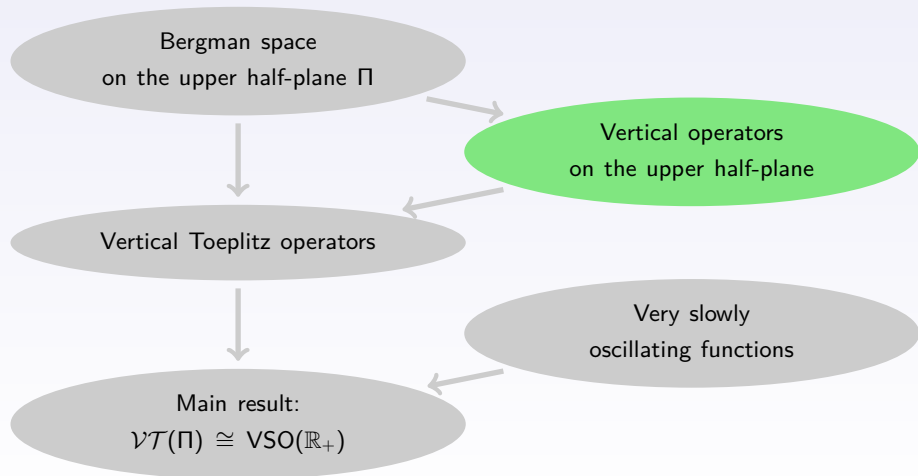 Bergman space
on the upper half-plane Π
Vertical operators
on the upper half-plane
Vertical Toeplitz operators
Very slowly
oscillating functions
Main result:
𝒱𝒯(Π) ≅ VSO(ℝ₊)